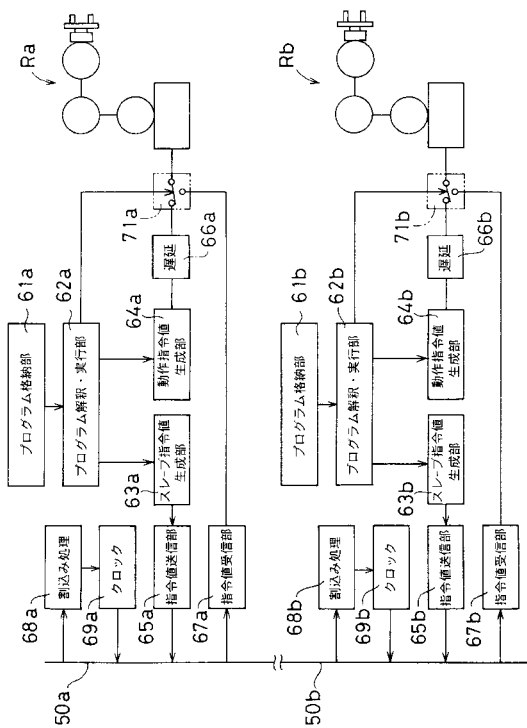 Ra
61a
プログラム格納部
62a
プログラム解釈・実行部
71a
66a
遅延
64a
動作指令値
生成部
63a
スレーブ指令値
生成部
68a
割込み処理
69a
クロック
65a
指令値送信部
67a
指令値受信部
50a
Rb
61b
プログラム格納部
62b
プログラム解釈・実行部
71b
66b
遅延
64b
動作指令値
生成部
63b
スレーブ指令値
生成部
68b
割込み処理
69b
クロック
65b
指令値送信部
67b
指令値受信部
50b